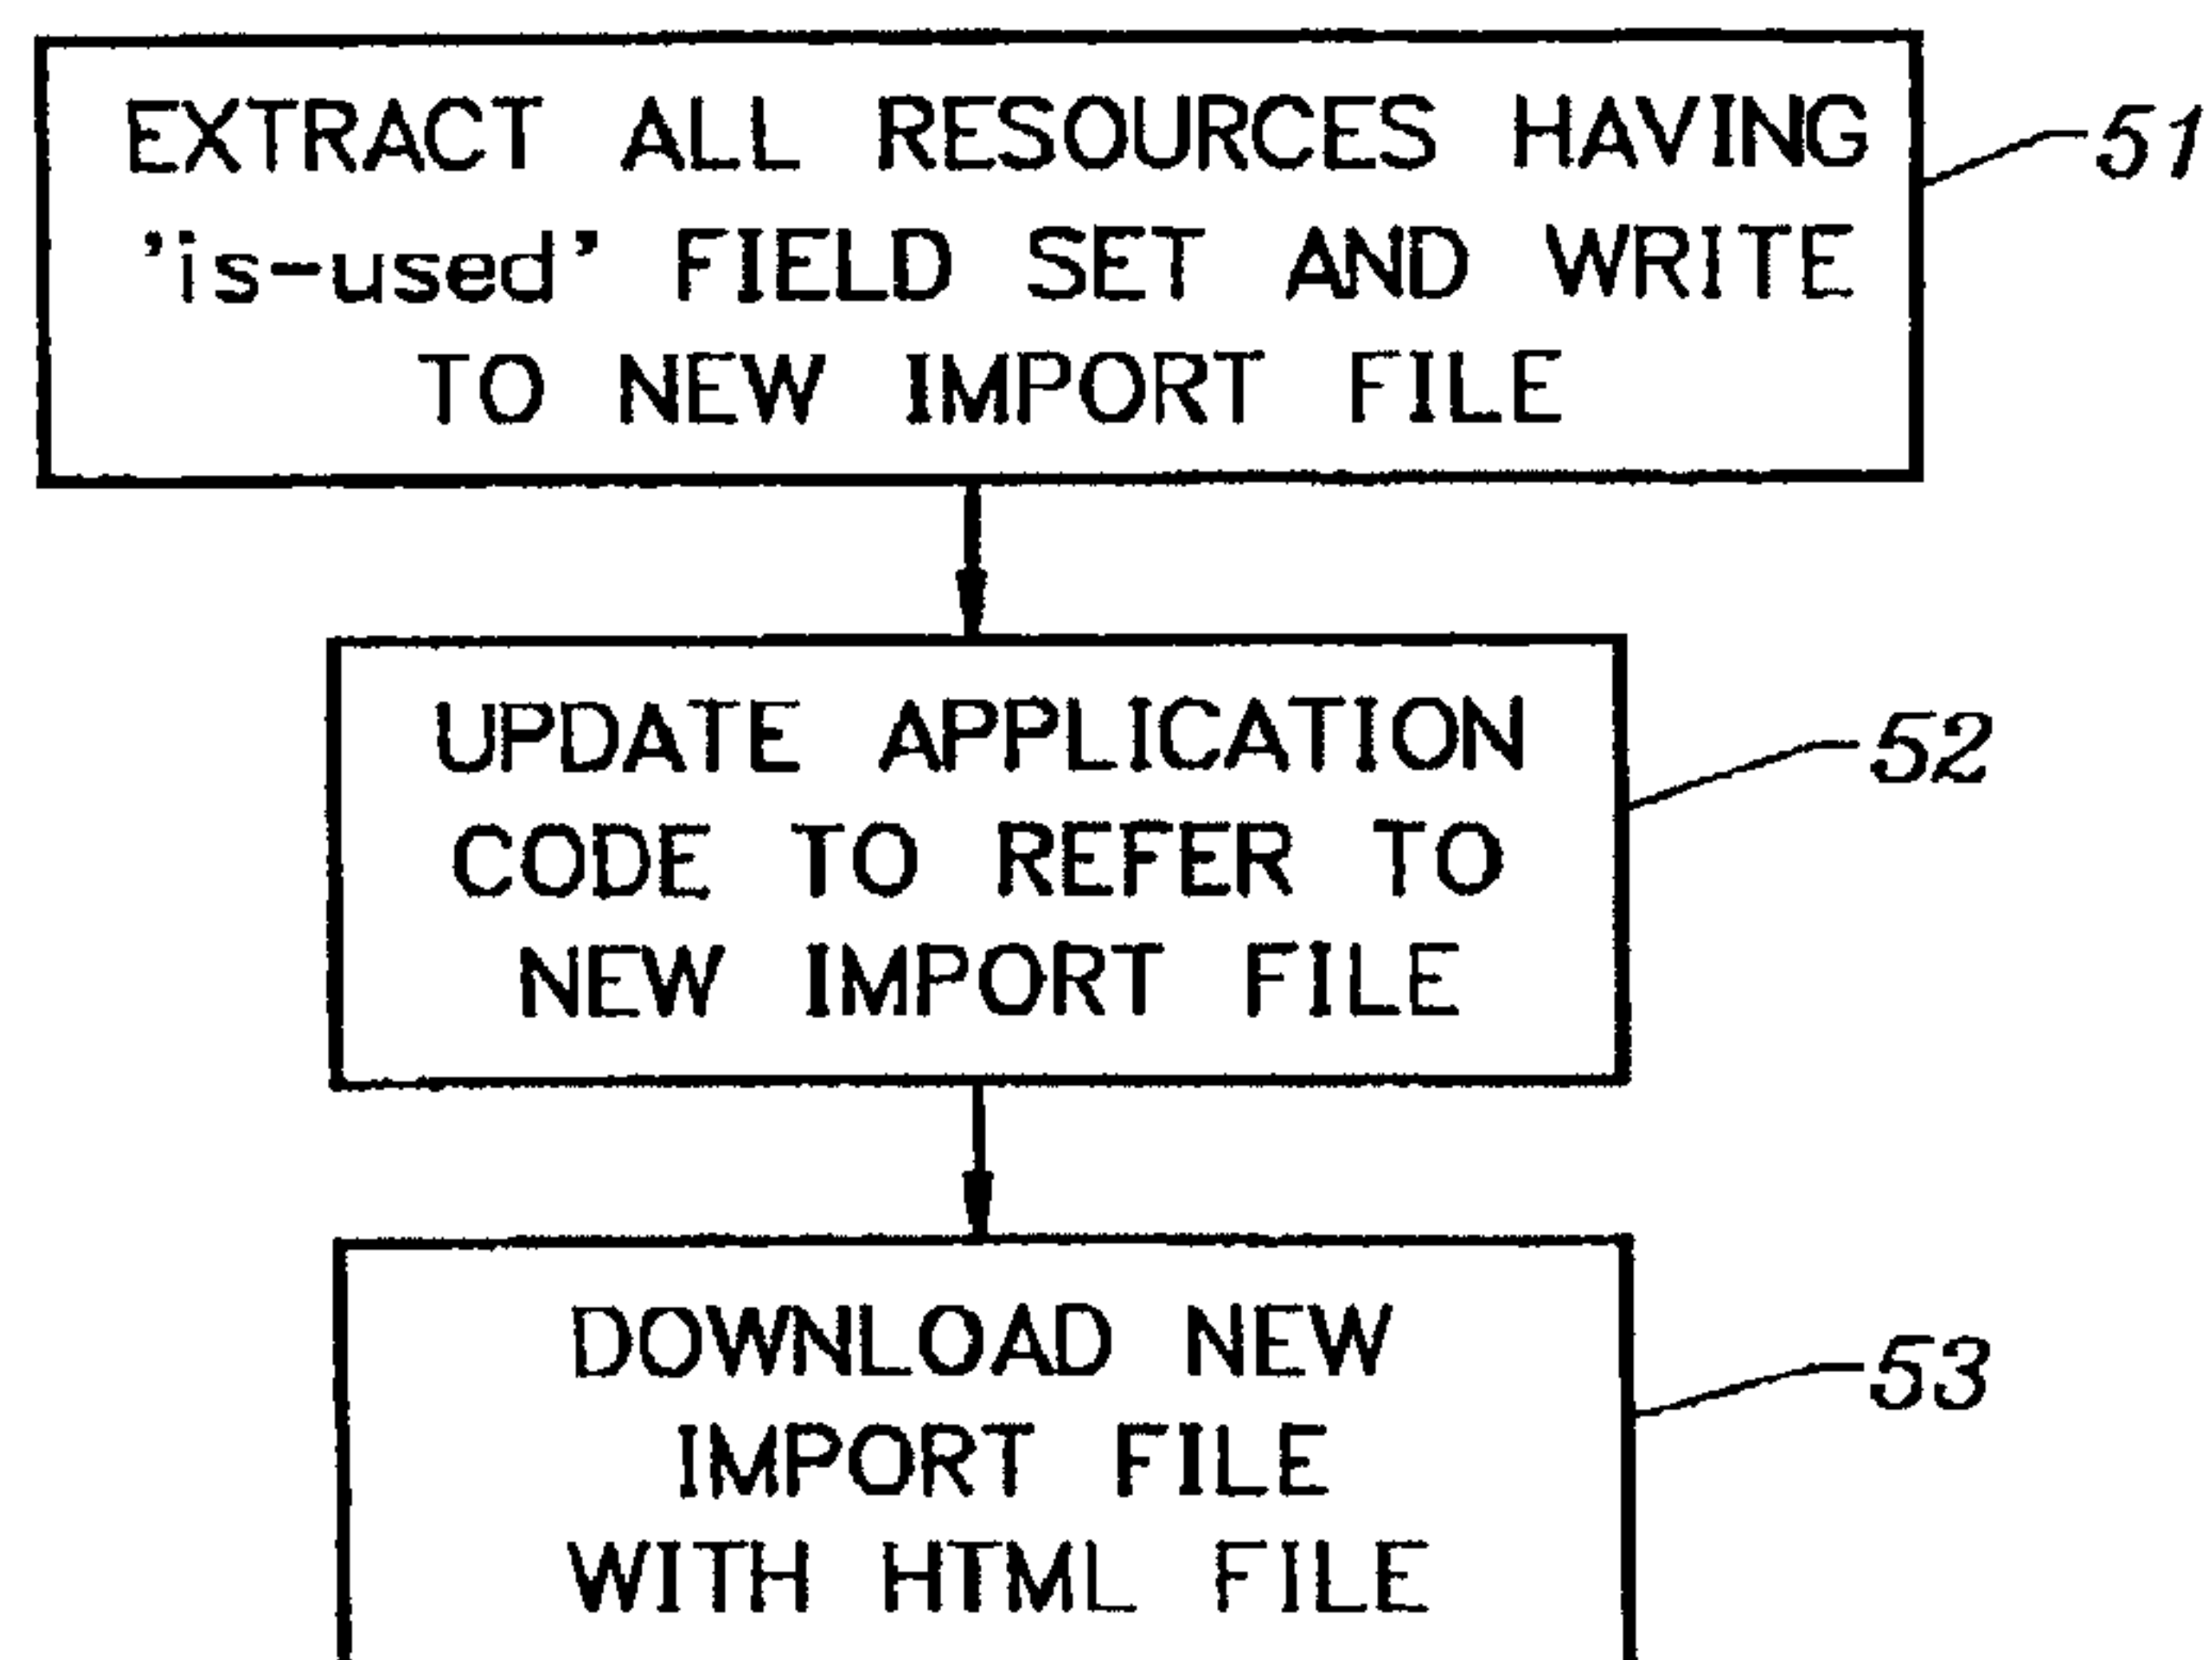 EXTRACT ALL RESOURCES HAVING
'is-used' FIELD SET AND WRITE
TO NEW IMPORT FILE
51
UPDATE APPLICATION
CODE TO REFER TO
NEW IMPORT FILE
52
DOWNLOAD NEW
IMPORT FILE
WITH HTML FILE
53